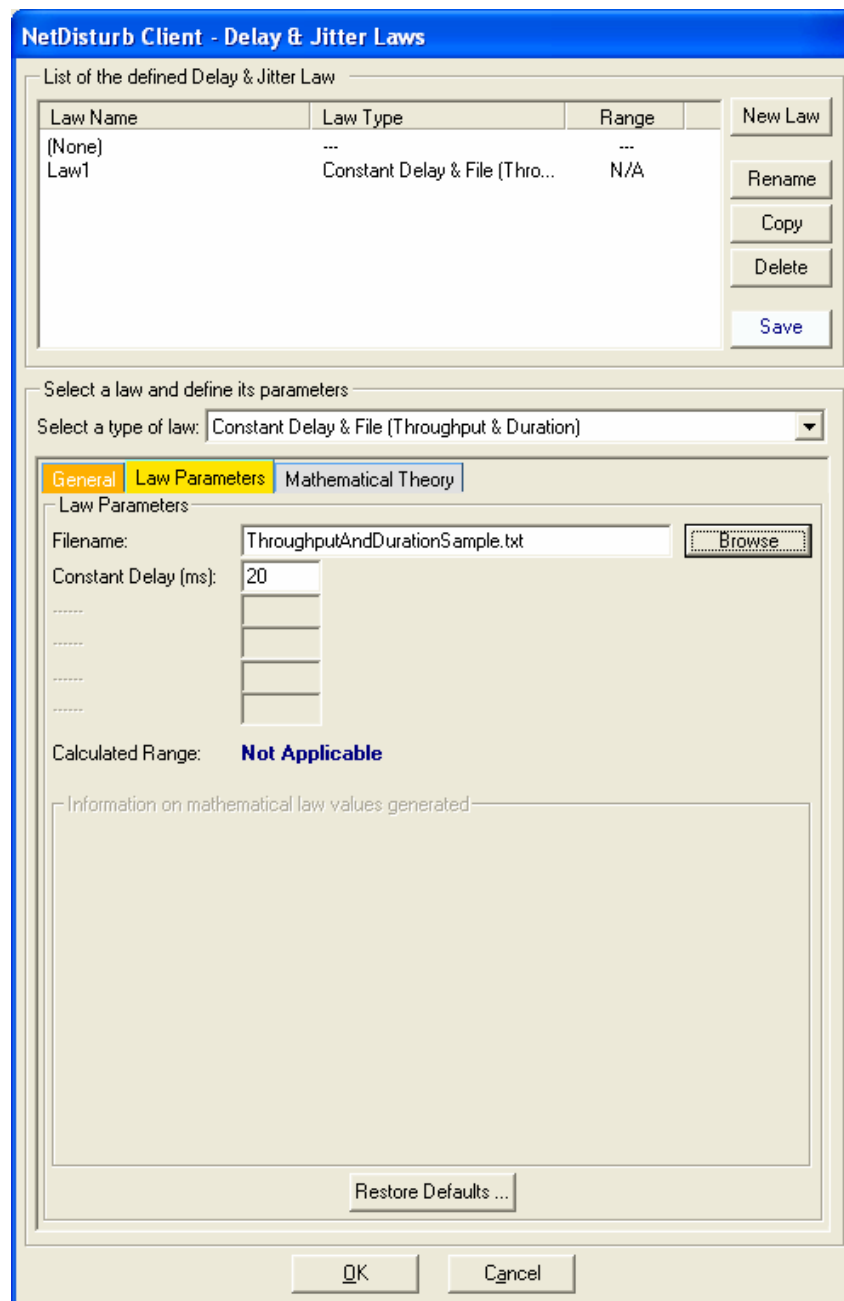 NetDisturb Client - Delay & Jitter Laws
List of the defined Delay & Jitter Law
Law Name Law Type Range
(None) --- ---
Law1 Constant Delay & File (Thro... N/A
New Law
Rename
Copy
Delete
Save
Select a law and define its parameters
Select a type of law: Constant Delay & File (Throughput & Duration)
General Law Parameters Mathematical Theory
Law Parameters
Filename: ThroughputAndDurationSample.txt Browse
Constant Delay (ms): 20
------
------
------
------
Calculated Range: Not Applicable
Information on mathematical law values generated
Restore Defaults ...
OK Cancel